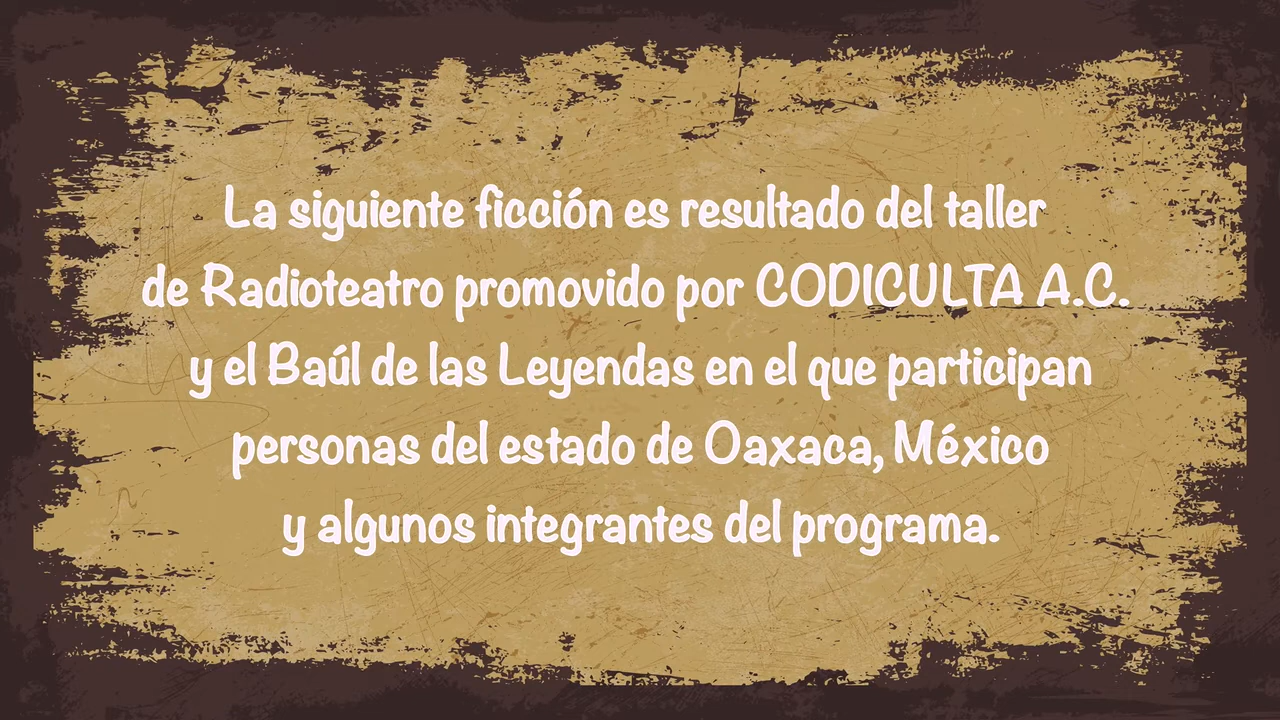 La siguiente ficción es resultado del taller
de Radioteatro promovido por CODICULTA A.C.
y el Baúl de las Leyendas en el que participan
personas del estado de Oaxaca, México
y algunos integrantes del programa.